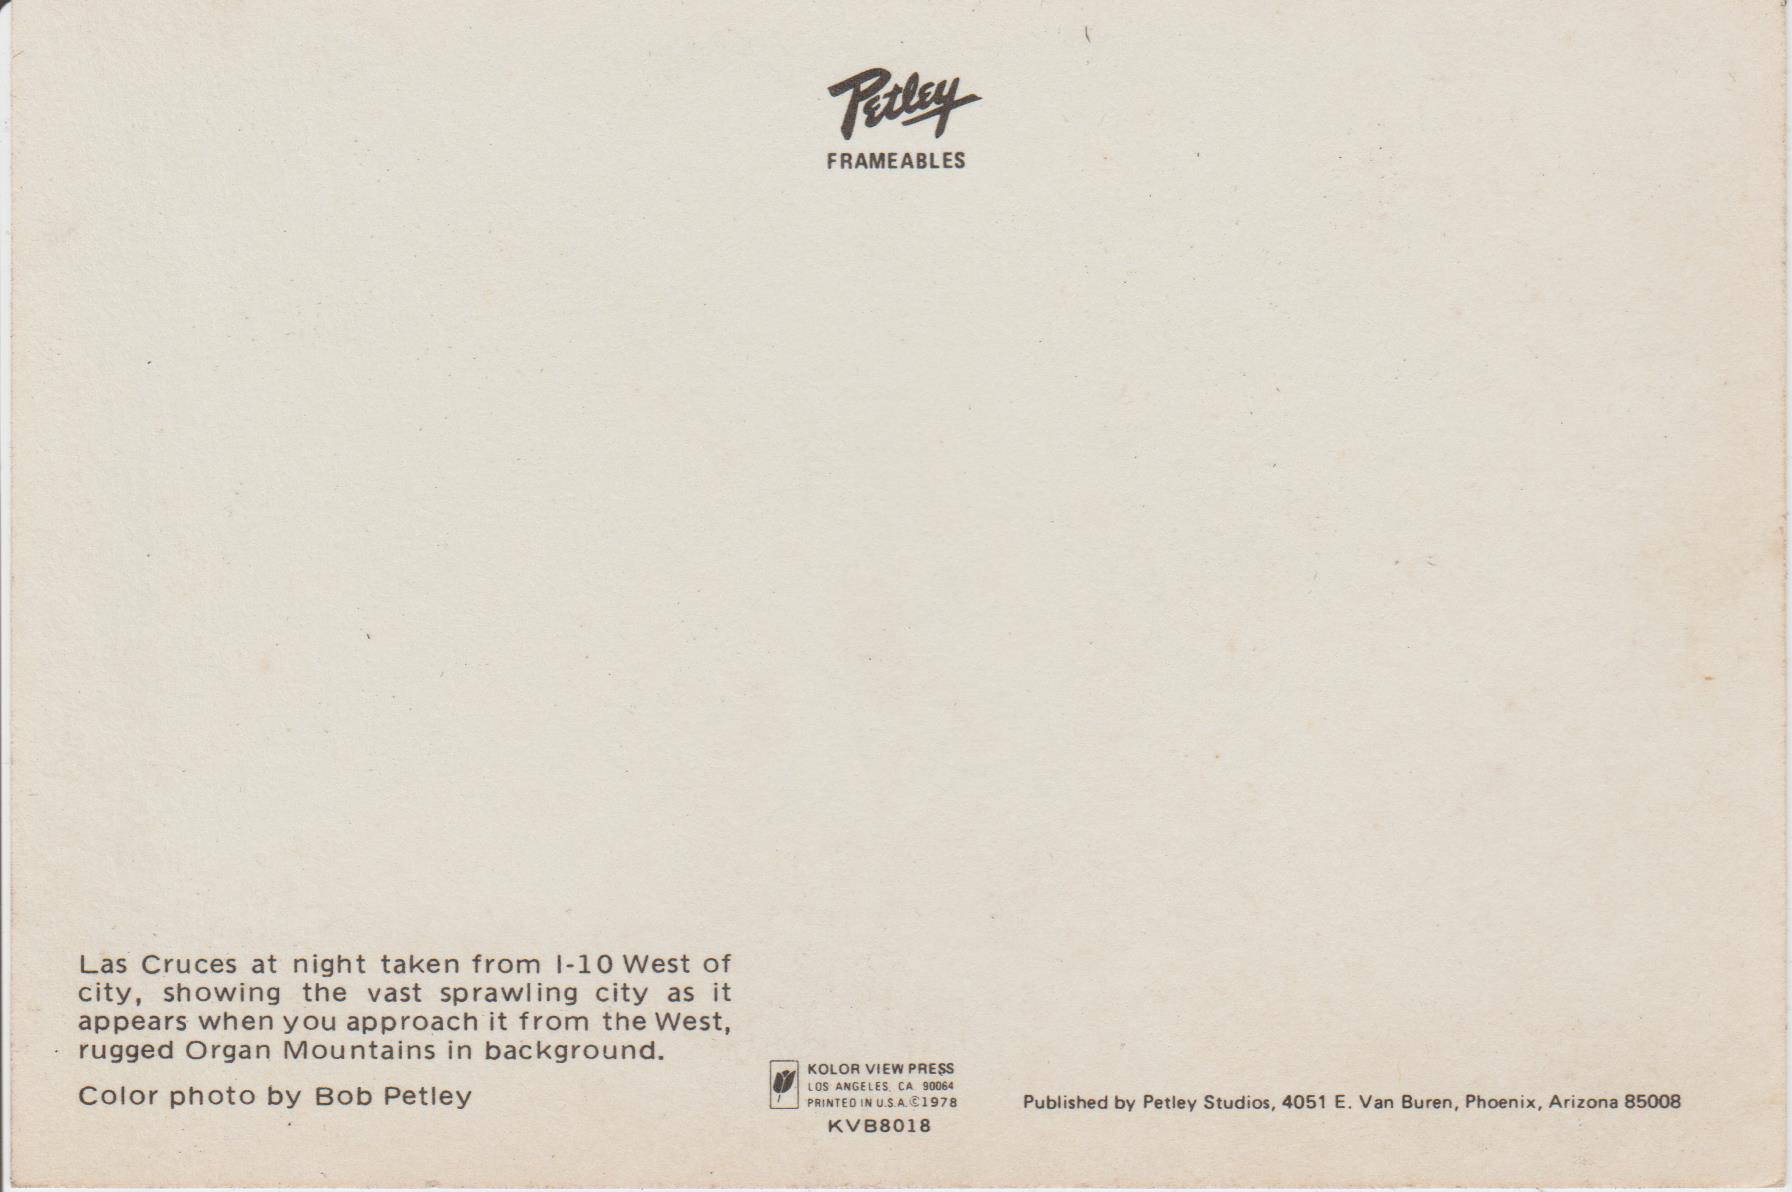 Petley
FRAMEABLES
Las Cruces at night taken from I-10 West of
city, showing the vast sprawling city as it
appears when you approach it from the West,
rugged Organ Mountains in background.
Color photo by Bob Petley
KOLOR VIEW PRESS
LOS ANGELES, CA. 90064
PRINTED IN U.S.A. ©1978
KVB8018
Published by Petley Studios, 4051 E. Van Buren, Phoenix, Arizona 85008